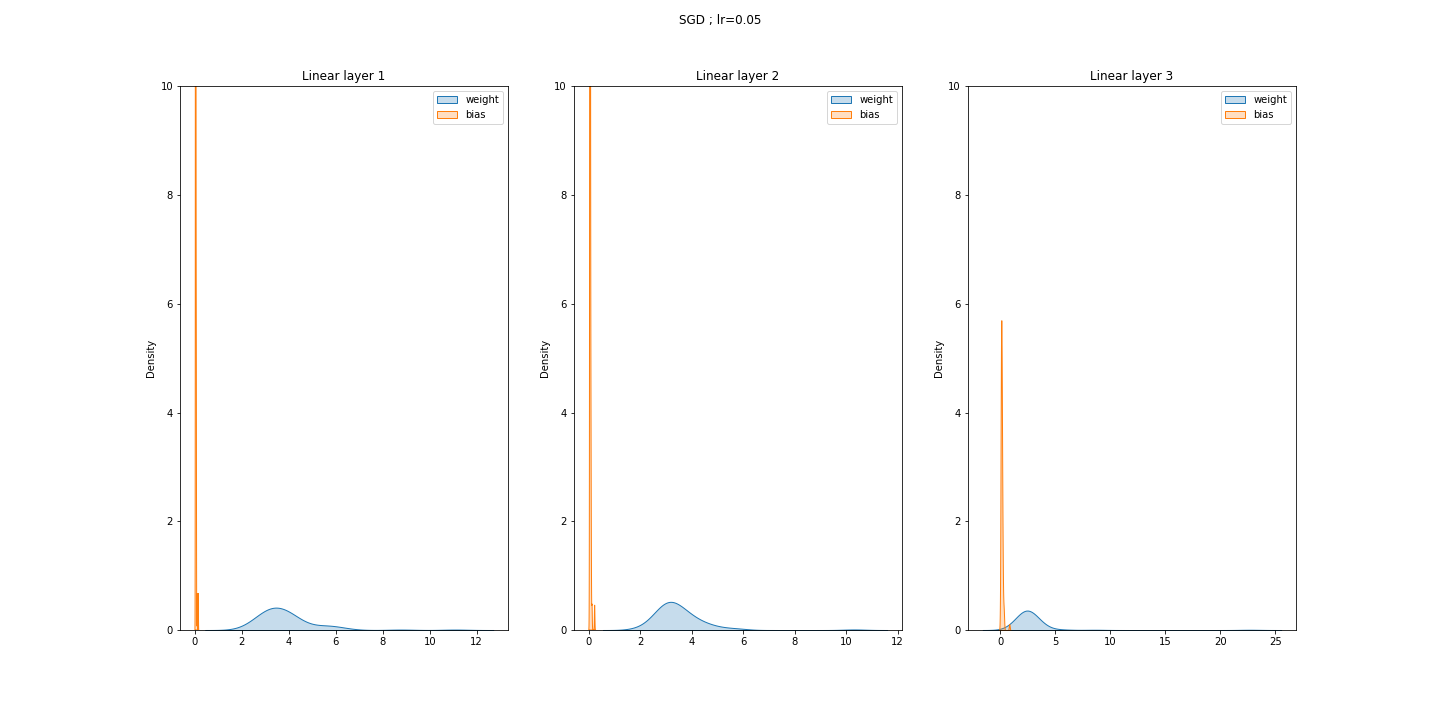 SGD ; lr=0.05
Linear layer 1
Linear layer 2
Linear layer 3
10
8
6
4
2
0
Density
weight
bias
0 2 4 6 8 10 12
10
8
6
4
2
0
Density
weight
bias
0 2 4 6 8 10 12
10
8
6
4
2
0
Density
weight
bias
0 5 10 15 20 25